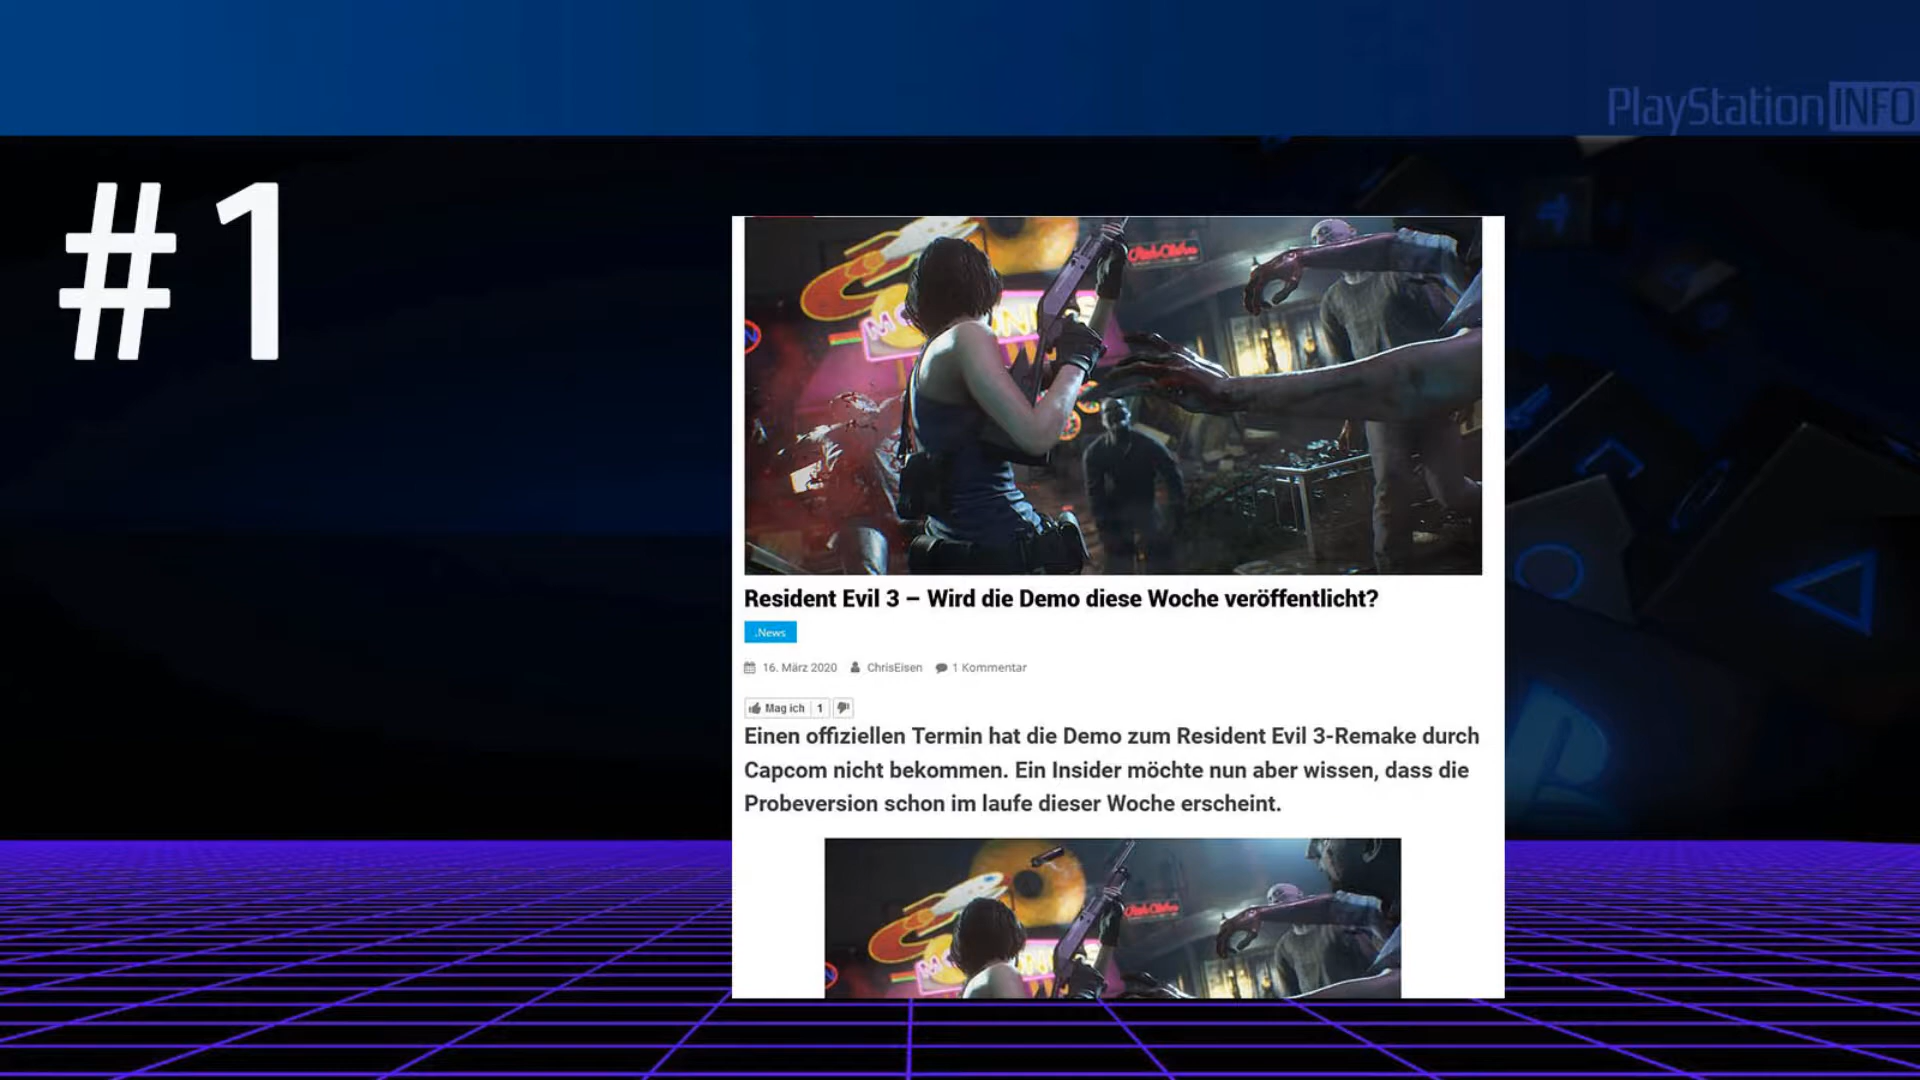 PlayStation INFO
#1
Resident Evil 3 – Wird die Demo diese Woche veröffentlicht?
.News
16. März 2020 ChrisEisen 1 Kommentar
Mag ich 1
Einen offiziellen Termin hat die Demo zum Resident Evil 3-Remake durch
Capcom nicht bekommen. Ein Insider möchte nun aber wissen, dass die
Probeversion schon im laufe dieser Woche erscheint.